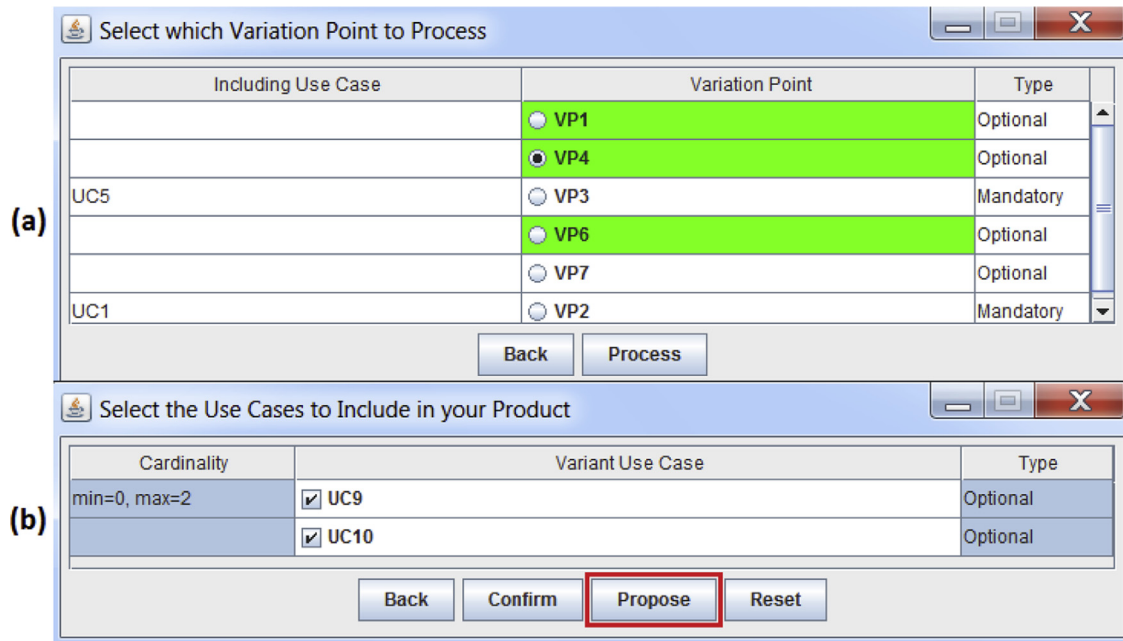 Select which Variation Point to Process
Including Use Case Variation Point Type
VP1 Optional
VP4 Optional
UC5 VP3 Mandatory
(a)
VP6 Optional
VP7 Optional
UC1 VP2 Mandatory
Back Process
Select the Use Cases to Include in your Product
Cardinality Variant Use Case Type
min=0, max=2 UC9 Optional
(b)
UC10 Optional
Back Confirm Propose Reset